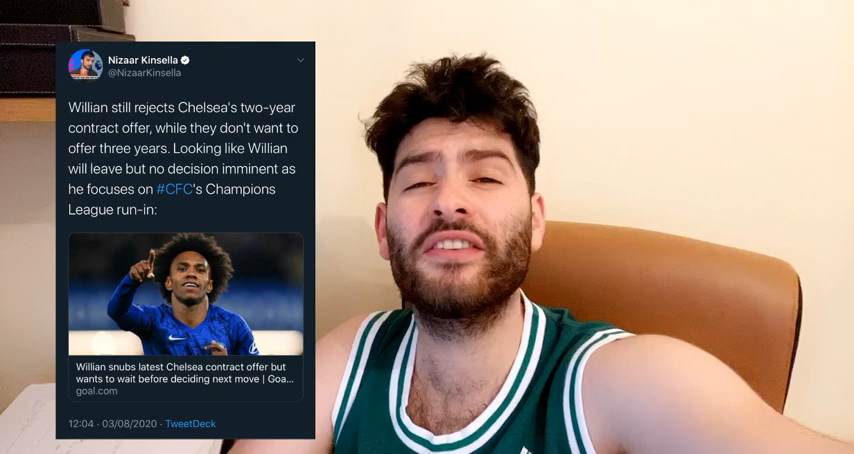 Nizaar Kinsella
@NizaarKinsella
Willian still rejects Chelsea's two-year
contract offer, while they don't want to
offer three years. Looking like Willian
will leave but no decision imminent as
he focuses on #CFC's Champions
League run-in:
Willian snubs latest Chelsea contract offer but
wants to wait before deciding next move | Goa...
goal.com
12:04 · 03/08/2020 · TweetDeck